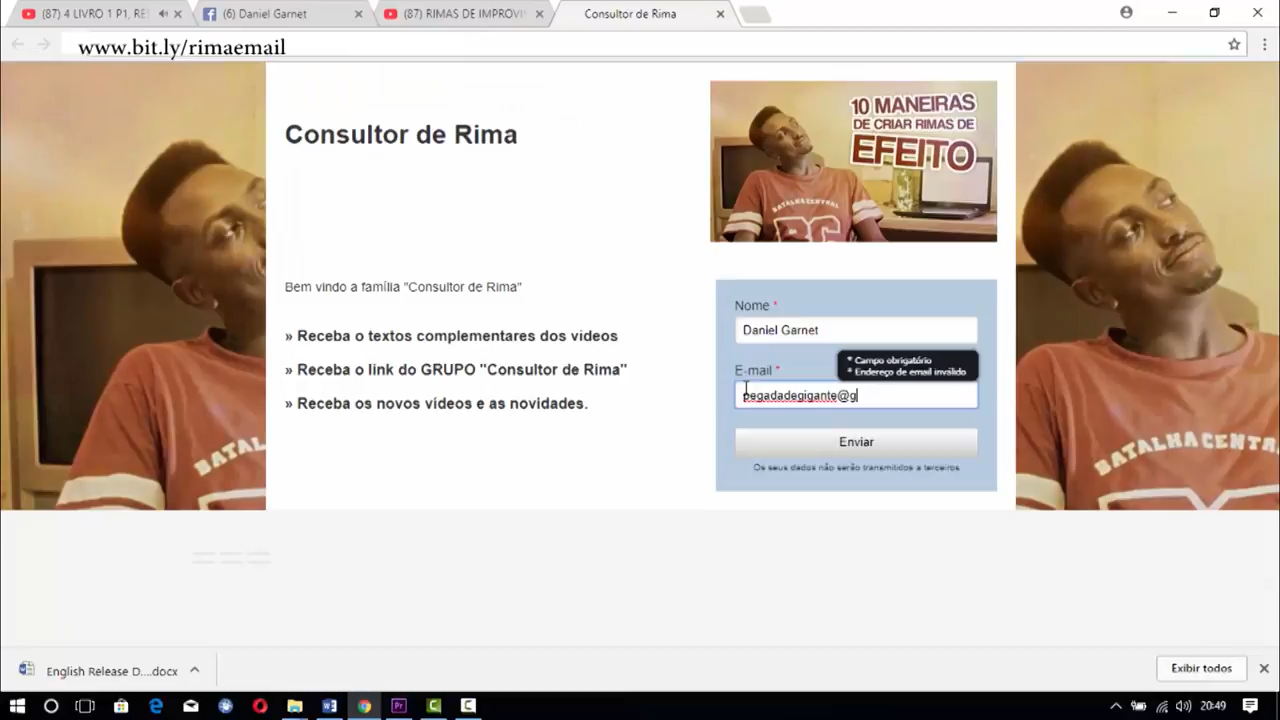 (87) 4 LIVRO 1 P1, RE
(6) Daniel Garnet
(87) RIMAS DE IMPROVI
Consultor de Rima
www.bit.ly/rimaemail
Consultor de Rima
10 MANEIRAS
DE CRIAR RIMAS DE
EFEITO
BATALHA CENTRAL
BC
Bem vindo a família "Consultor de Rima"
» Receba o textos complementares dos videos
» Receba o link do GRUPO "Consultor de Rima"
» Receba os novos vídeos e as novidades.
Nome *
Daniel Garnet
* Campo obrigatório
* Endereço de email inválido
E-mail *
pegadadegigante@g
Enviar
Os seus dados não serão transmitidos a terceiros
BATALHA
BATALHA CENTRAL
English Release D....docx
Exibir todos
20:49